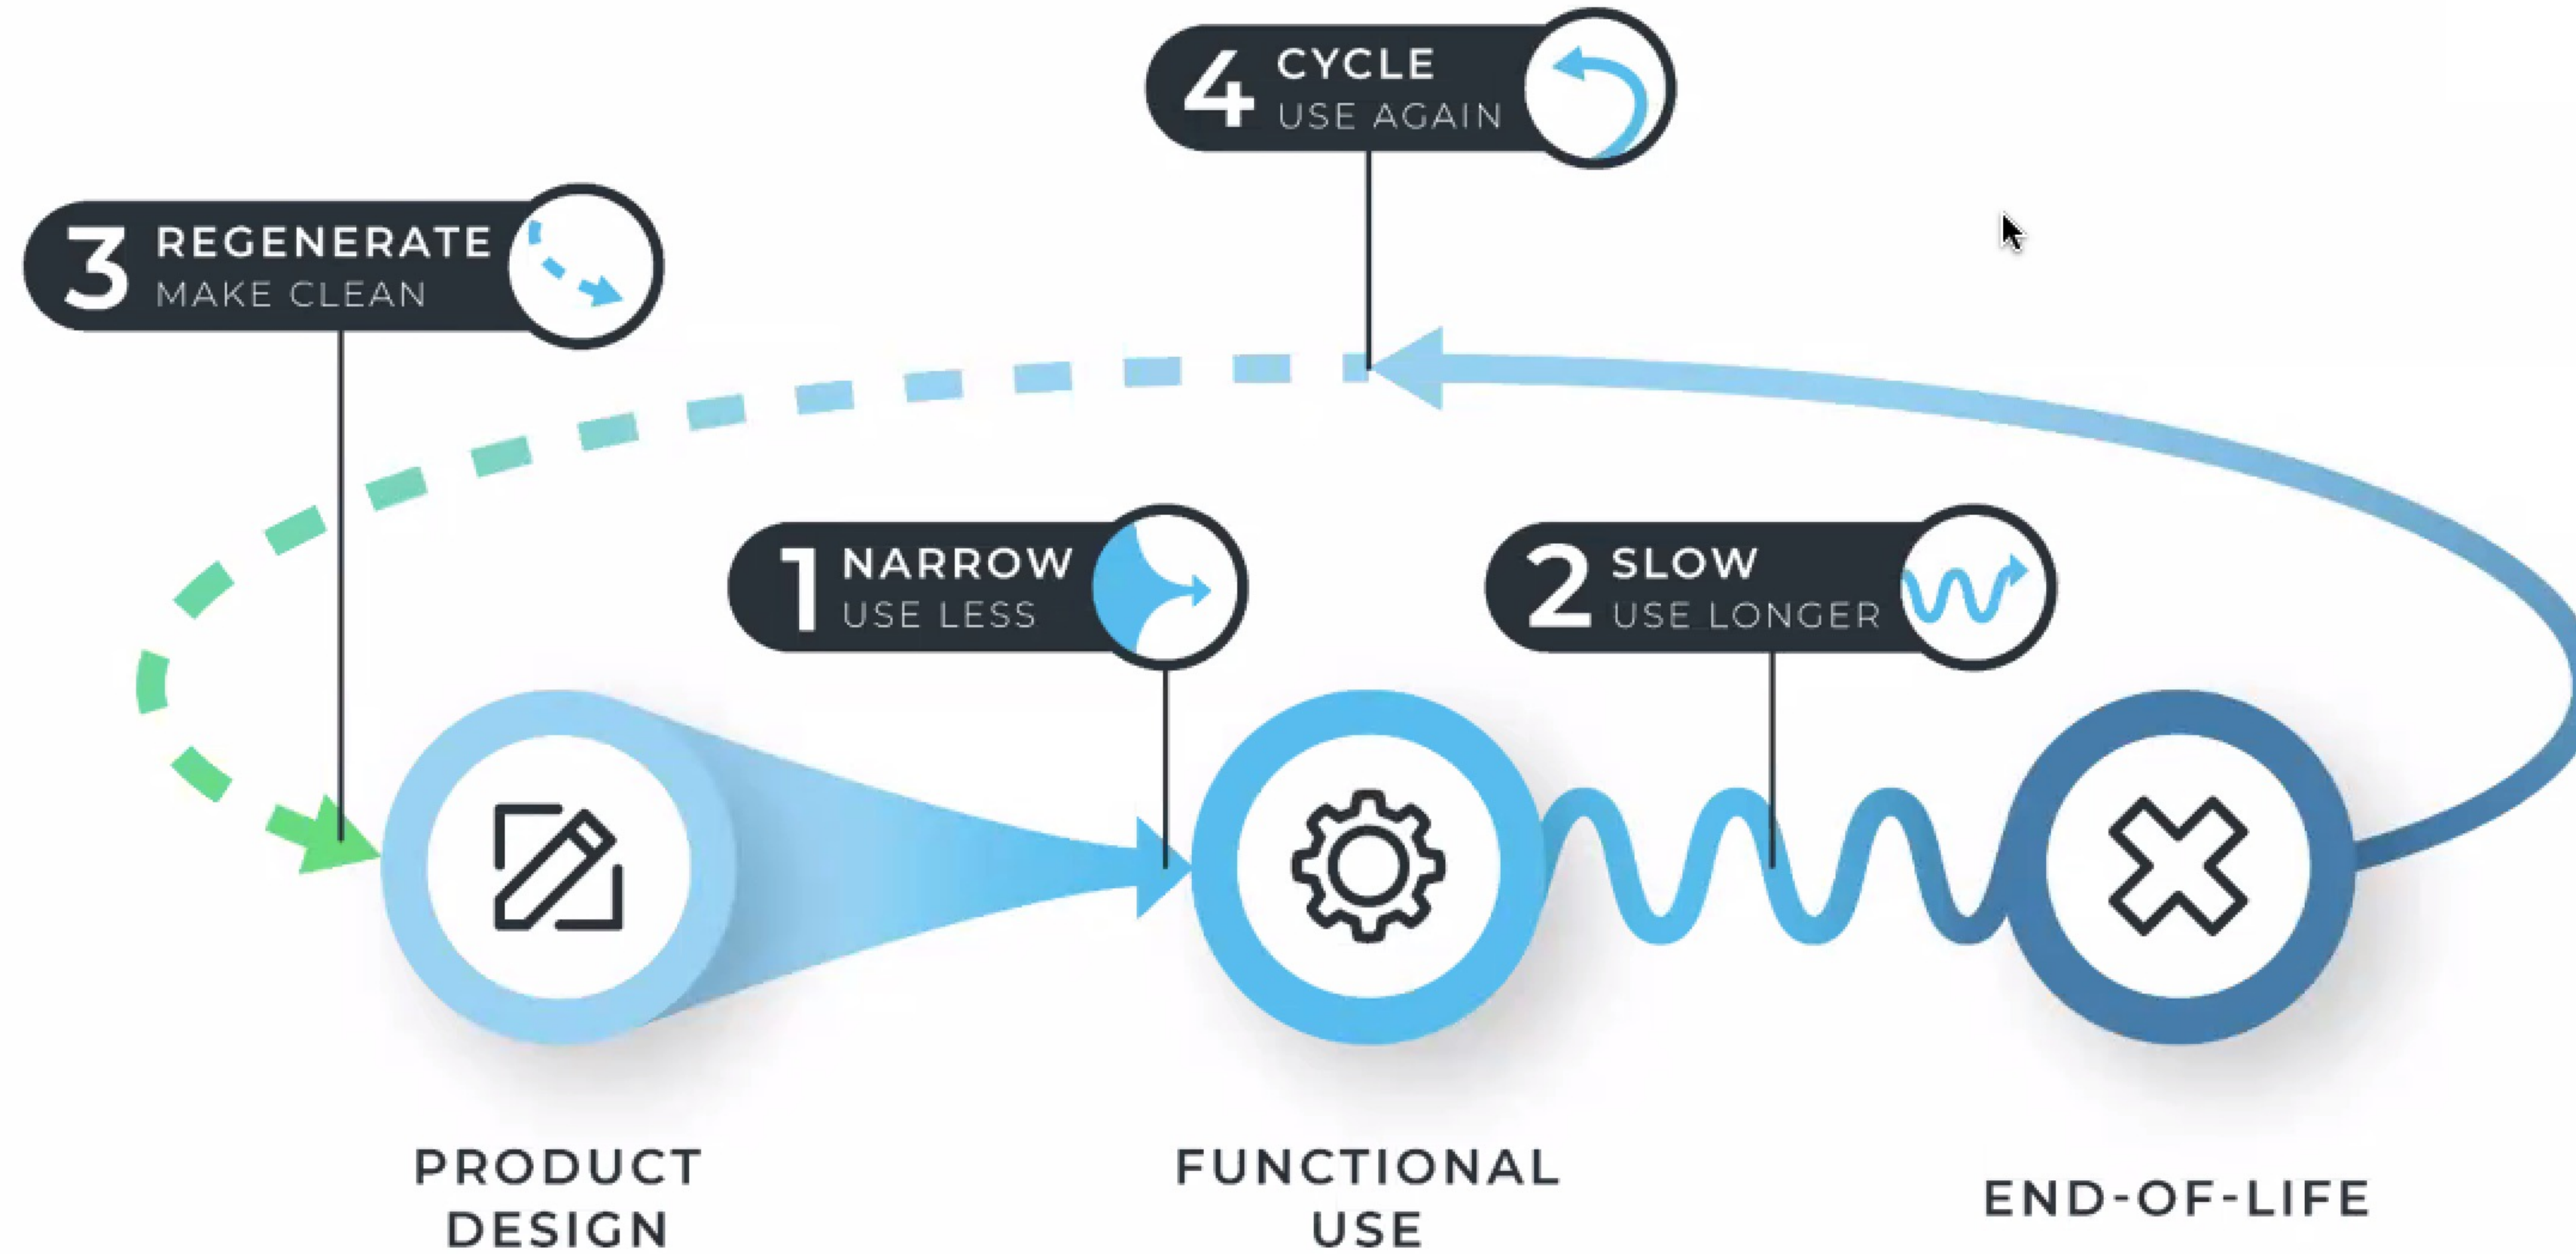 4 CYCLE
USE AGAIN
3 REGENERATE
MAKE CLEAN
1 NARROW
USE LESS
2 SLOW
USE LONGER
PRODUCT
DESIGN
FUNCTIONAL
USE
END-OF-LIFE